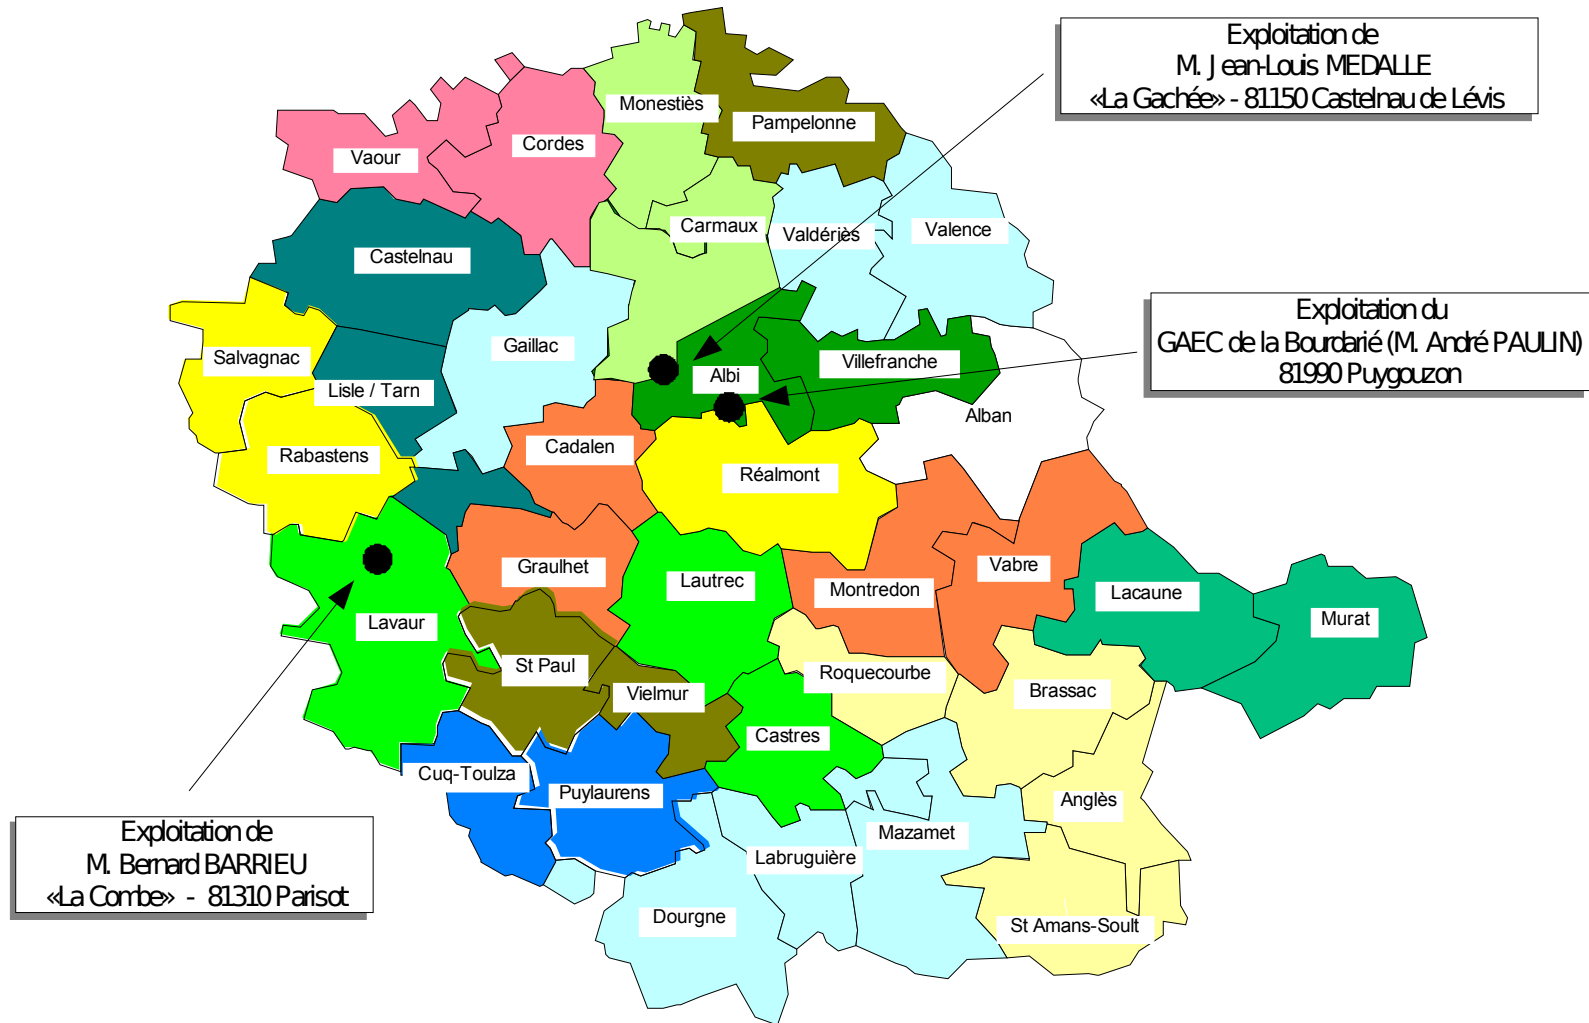 Exploitation de
M. Jean-Louis MEDALLE
«La Gachée» - 81150 Castelnau de Lévis
Monestiès
Pampelonne
Cordes
Vaour
Carmaux
Valdériès
Valence
Castelnau
Exploitation du
GAEC de la Bourdarié (M. André PAULIN)
81990 Puygouzon
Gaillac
Salvagnac
Villefranche
Albi
Lisle / Tarn
Alban
Cadalen
Rabastens
Réalmont
Graulhet
Lautrec
Vabre
Montredon
Lacaune
Murat
Lavaur
St Paul
Roquecourbe
Vielmur
Brassac
Castres
Cuq-Toulza
Puylaurens
Anglès
Mazamet
Labruguière
Exploitation de
M. Bernard BARRIEU
«La Combe» - 81310 Parisot
Dourgne
St Amans-Soult